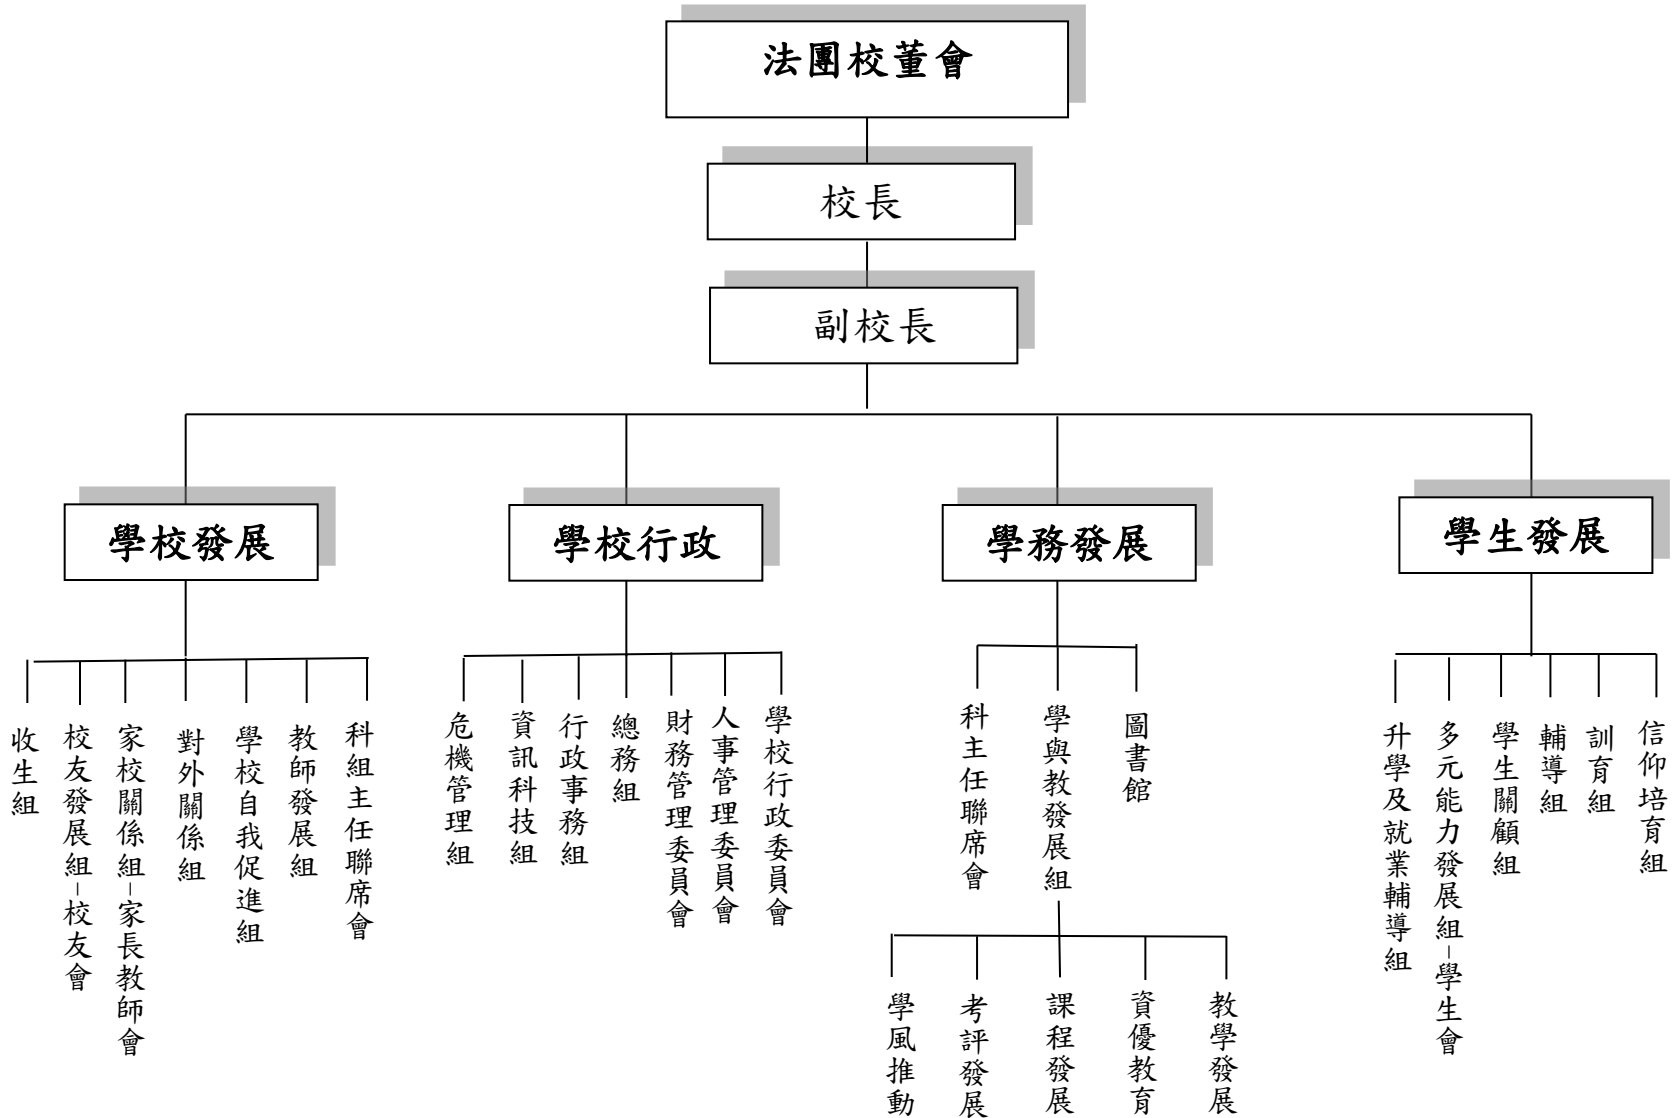 法團校董會
校長
副校長
學校發展
學校行政
學務發展
學生發展
收生組
校友發展組-校友會
家校關係組-家長教師會
對外關係組
學校自我促進組
教師發展組
科組主任聯席會
危機管理組
資訊科技組
行政事務組
總務組
財務管理委員會
人事管理委員會
學校行政委員會
科主任聯席會
學與教發展組
圖書館
升學及就業輔導組
多元能力發展組-學生會
學生關顧組
輔導組
訓育組
信仰培育組
學風推動
考評發展
課程發展
資優教育
教學發展